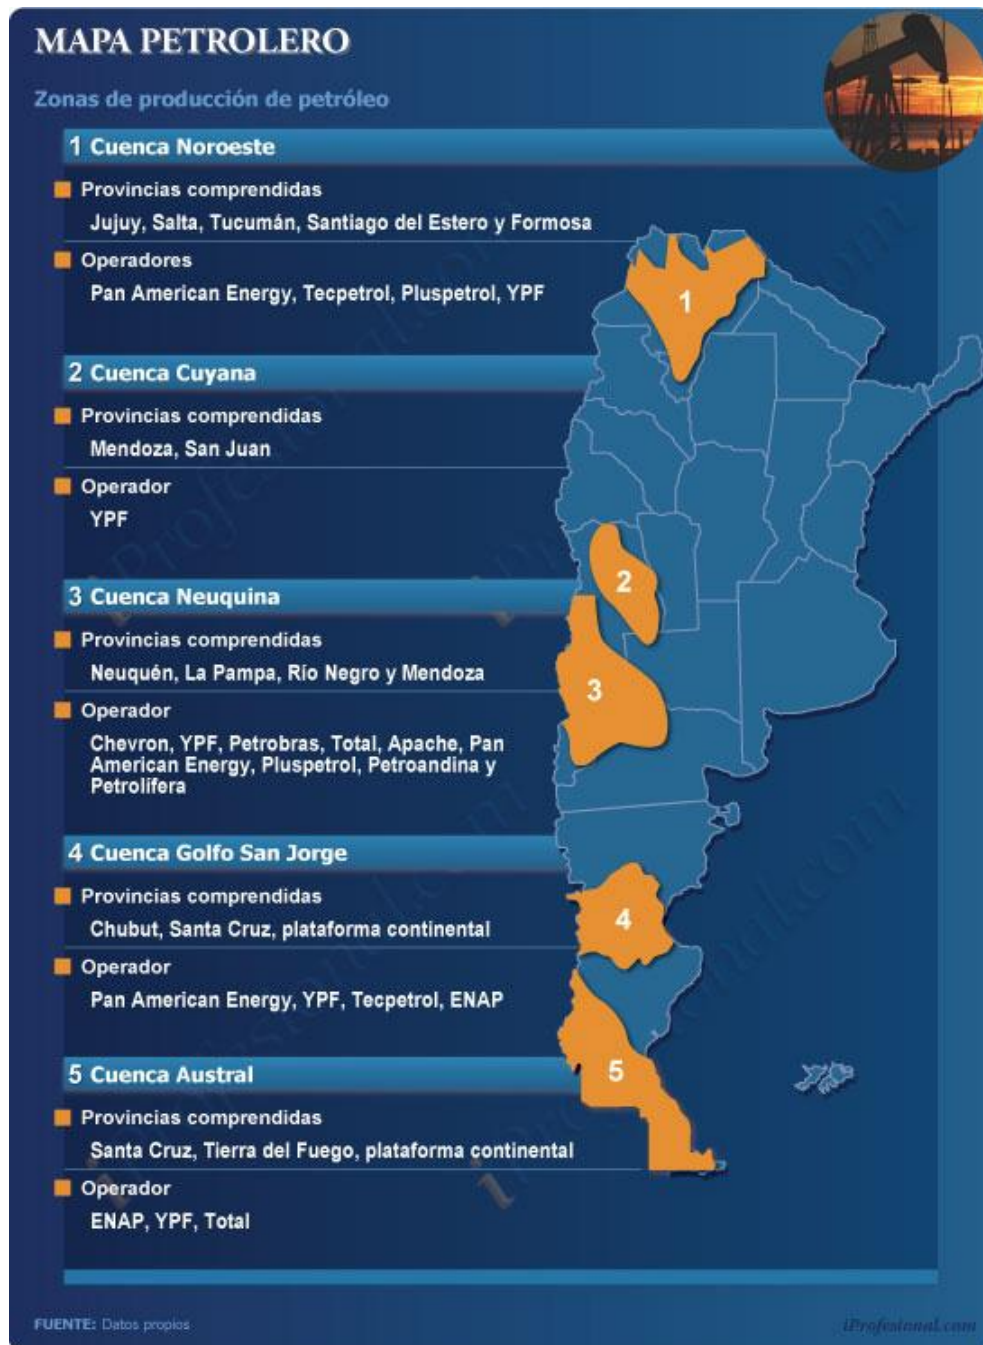 MAPA PETROLERO
Zonas de producción de petróleo
1 Cuenca Noroeste
Provincias comprendidas
Jujuy, Salta, Tucumán, Santiago del Estero y Formosa
Operadores
Pan American Energy, Tecpetrol, Pluspetrol, YPF
2 Cuenca Cuyana
Provincias comprendidas
Mendoza, San Juan
Operador
YPF
3 Cuenca Neuquina
Provincias comprendidas
Neuquén, La Pampa, Río Negro y Mendoza
Operador
Chevron, YPF, Petrobras, Total, Apache, Pan
American Energy, Pluspetrol, Petroandina y
Petrolífera
4 Cuenca Golfo San Jorge
Provincias comprendidas
Chubut, Santa Cruz, plataforma continental
Operador
Pan American Energy, YPF, Tecpetrol, ENAP
5 Cuenca Austral
Provincias comprendidas
Santa Cruz, Tierra del Fuego, plataforma continental
Operador
ENAP, YPF, Total
1
2
3
4
5
FUENTE: Datos propios
iProfesional.com